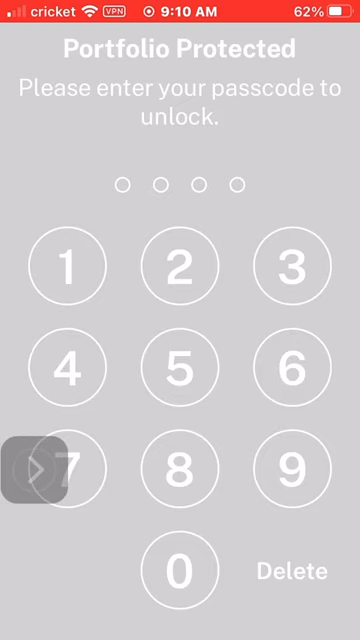 cricket VPN 9:10 AM 62%
Portfolio Protected
Please enter your passcode to
unlock.
1 2 3
4 5 6
7 8 9
0 Delete